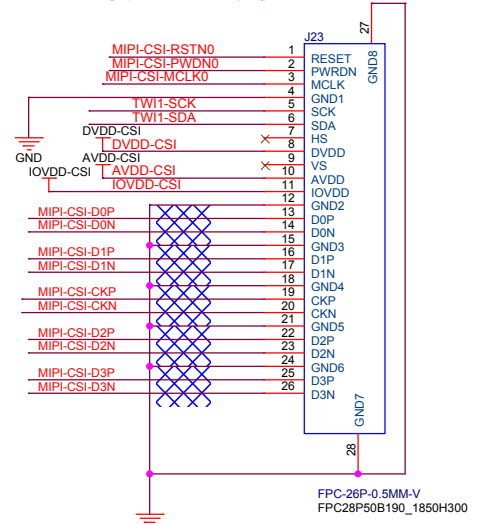 27
J23
GND8
MIPI-CSI-RSTN0 1 RESET
MIPI-CSI-PWDN0 2 PWRDN
MIPI-CSI-MCLK0 3 MCLK
4 GND1
TWI1-SCK 5 SCK
TWI1-SDA 6 SDA
DVDD-CSI 7 HS
DVDD-CSI 8 DVDD
GND AVDD-CSI 9 VS
IOVDD-CSI AVDD-CSI 10 AVDD
IOVDD-CSI 11 IOVDD
12 GND2
MIPI-CSI-D0P 13 D0P
MIPI-CSI-D0N 14 D0N
15 GND3
MIPI-CSI-D1P 16 D1P
MIPI-CSI-D1N 17 D1N
18 GND4
MIPI-CSI-CKP 19 CKP
MIPI-CSI-CKN 20 CKN
21 GND5
MIPI-CSI-D2P 22 D2P
MIPI-CSI-D2N 23 D2N
24 GND6
MIPI-CSI-D3P 25 D3P
MIPI-CSI-D3N 26 D3N
GND7
28
FPC-26P-0.5MM-V
FPC28P50B190_1850H300